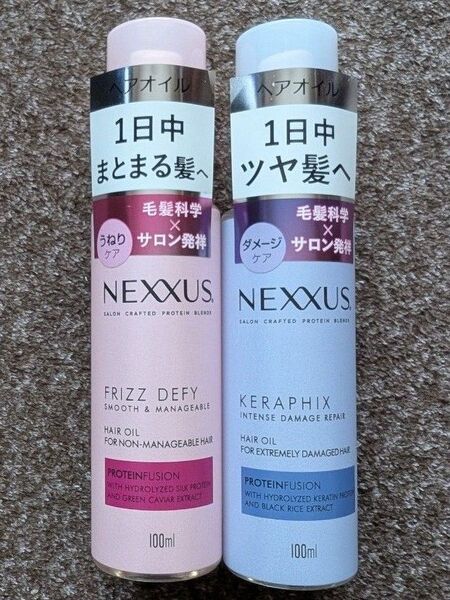 ヘアオイル
1日中
まとまる髪へ
うねり
ケア
毛髪科学
×
サロン発祥
NEXXUS
SALON CRAFTED PROTEIN BLENDS
FRIZZ DEFY
SMOOTH & MANAGEABLE
HAIR OIL
FOR NON-MANAGEABLE HAIR
PROTEINFUSION
WITH HYDROLYZED SILK PROTEIN
AND GREEN CAVIAR EXTRACT
100ml
ヘアオイル
1日中
ツヤ髪へ
ダメージ
ケア
毛髪科学
×
サロン発祥
NEXXUS
SALON CRAFTED PROTEIN BLENDS
KERAPHIX
INTENSE DAMAGE REPAIR
HAIR OIL
FOR EXTREMELY DAMAGED HAIR
PROTEINFUSION
WITH HYDROLYZED KERATIN PROTEIN
AND BLACK RICE EXTRACT
100ml